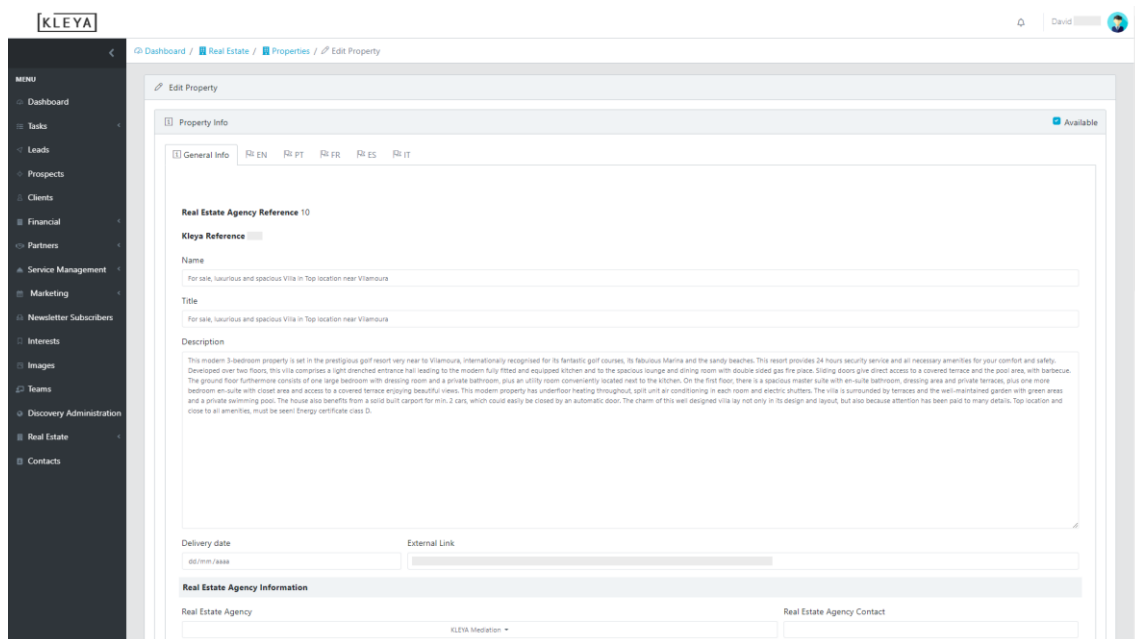 [KLEYA]
David
Dashboard / Real Estate / Properties / Edit Property
MENU
Dashboard
Tasks
Leads
Prospects
Clients
Financial
Partners
Service Management
Marketing
Newsletter Subscribers
Interests
Images
Teams
Discovery Administration
Real Estate
Contacts
Edit Property
Property Info
Available
General Info EN PT FR ES IT
Real Estate Agency Reference 10
Kleya Reference
Name
For sale, luxurious and spacious Villa in Top location near Vilamoura
Title
For sale, luxurious and spacious Villa in Top location near Vilamoura
Description
This modern 3-bedroom property is set in the prestigious golf resort very near to Vilamoura, internationally recognised for its fantastic golf courses, its fabulous Marina and the sandy beaches. This resort provides 24 hours security service and all necessary amenities for your comfort and safety.
Developed over two floors, this villa comprises a light drenched entrance hall leading to the modern fully fitted and equipped kitchen and to the spacious lounge and dining room with double sided gas fire place. Sliding doors give direct access to a covered terrace and the pool area, with barbecue.
The ground floor furthermore consists of one large bedroom with dressing room and a private bathroom, plus an utility room conveniently located next to the kitchen. On the first floor, there is a spacious master suite with en-suite bathroom, dressing area and private terraces, plus one more
bedroom en-suite with closet area and access to a covered terrace enjoying beautiful views. This modern property has underfloor heeting throughout, split unit air conditioning in each room and electric shutters. The villa is surrounded by terraces and the well-maintained garden with green areas
and a private swimming pool. The house also benefits from a solid built carport for min. 2 cars, which could easily be closed by an automatic door. The charm of this well designed villa lay not only in its design and layout, but also because attention has been paid to many details. Top location and
close to all amenities, must be seen! Energy certificate class D.
Delivery date
External Link
dd/mm/aaaa
Real Estate Agency Information
Real Estate Agency
Real Estate Agency Contact
KLEYA Mediation